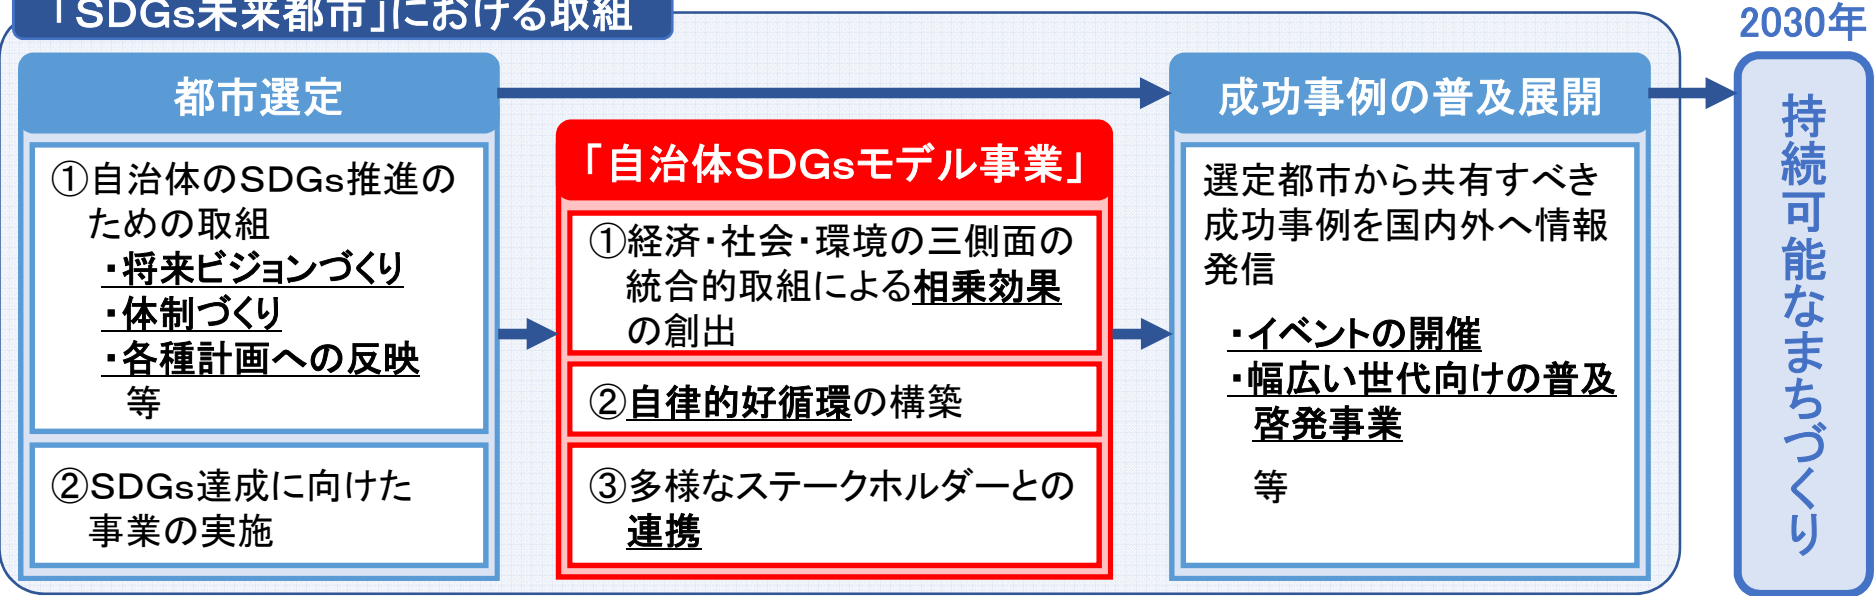 「SDGs未来都市」における取組
都市選定
①自治体のSDGs推進の
ための取組
・将来ビジョンづくり
・体制づくり
・各種計画への反映
等
②SDGs達成に向けた
事業の実施
「自治体SDGsモデル事業」
①経済・社会・環境の三側面の
統合的取組による相乗効果
の創出
②自律的好循環の構築
③多様なステークホルダーとの
連携
成功事例の普及展開
選定都市から共有すべき
成功事例を国内外へ情報
発信
・イベントの開催
・幅広い世代向けの普及
啓発事業
等
2030年
持続可能なまちづくり